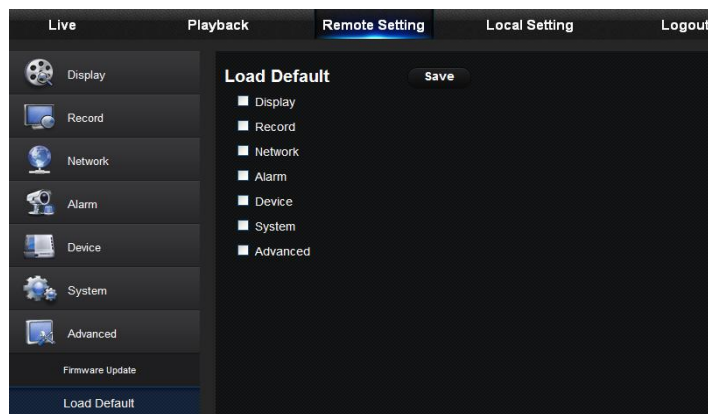 Live Playback Remote Setting Local Setting Logout
Display
Record
Network
Alarm
Device
System
Advanced
Firmware Update
Load Default
Load Default Save
Display
Record
Network
Alarm
Device
System
Advanced